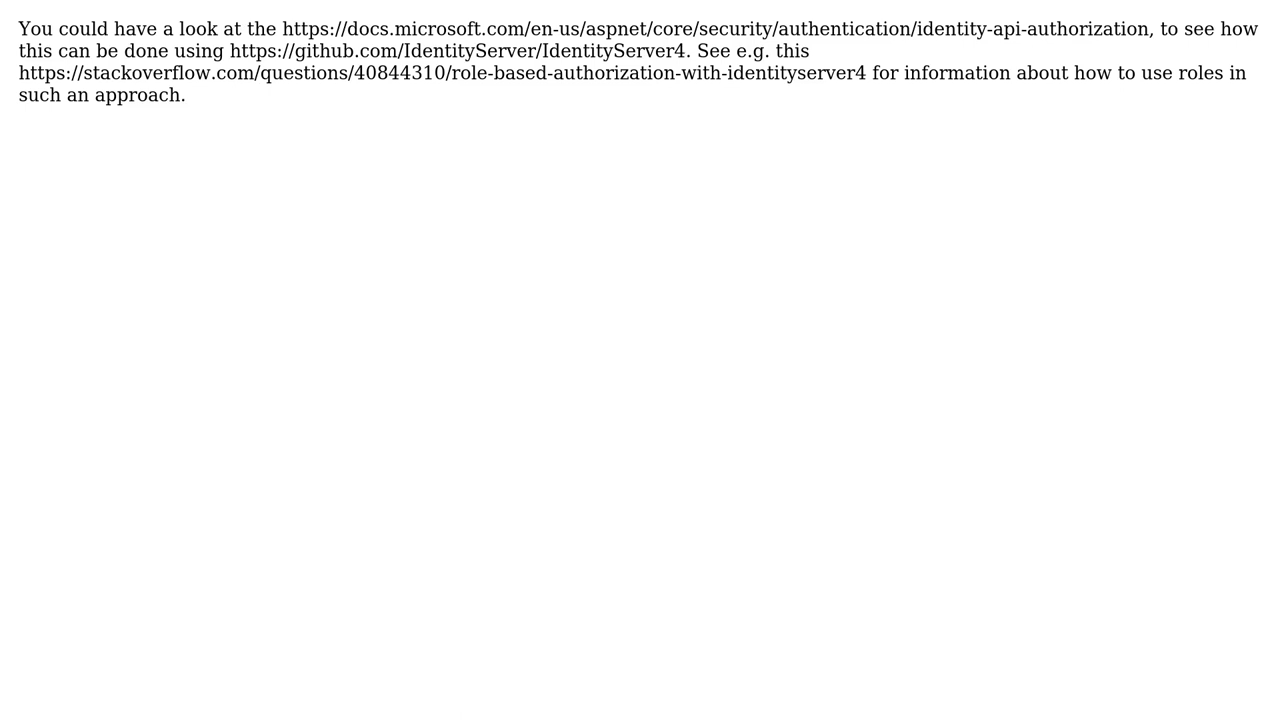 You could have a look at the https://docs.microsoft.com/en-us/aspnet/core/security/authentication/identity-api-authorization, to see how
this can be done using https://github.com/IdentityServer/IdentityServer4. See e.g. this
https://stackoverflow.com/questions/40844310/role-based-authorization-with-identityserver4 for information about how to use roles in
such an approach.